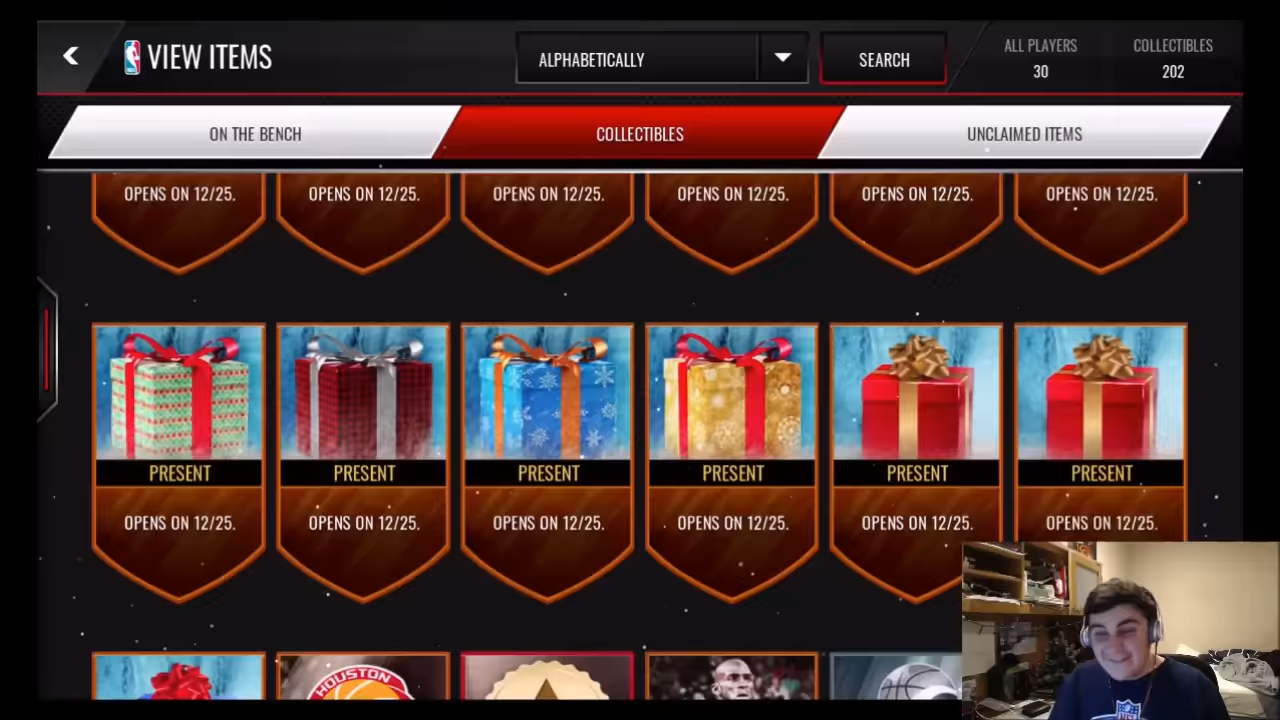 VIEW ITEMS
ALPHABETICALLY
SEARCH
ALL PLAYERS
30
COLLECTIBLES
202
ON THE BENCH
COLLECTIBLES
UNCLAIMED ITEMS
OPENS ON 12/25.
OPENS ON 12/25.
OPENS ON 12/25.
OPENS ON 12/25.
OPENS ON 12/25.
OPENS ON 12/25.
PRESENT
PRESENT
PRESENT
PRESENT
PRESENT
PRESENT
OPENS ON 12/25.
OPENS ON 12/25.
OPENS ON 12/25.
OPENS ON 12/25.
OPENS ON 12/25.
OPENS ON 12/25.
HOUSTON
NFL